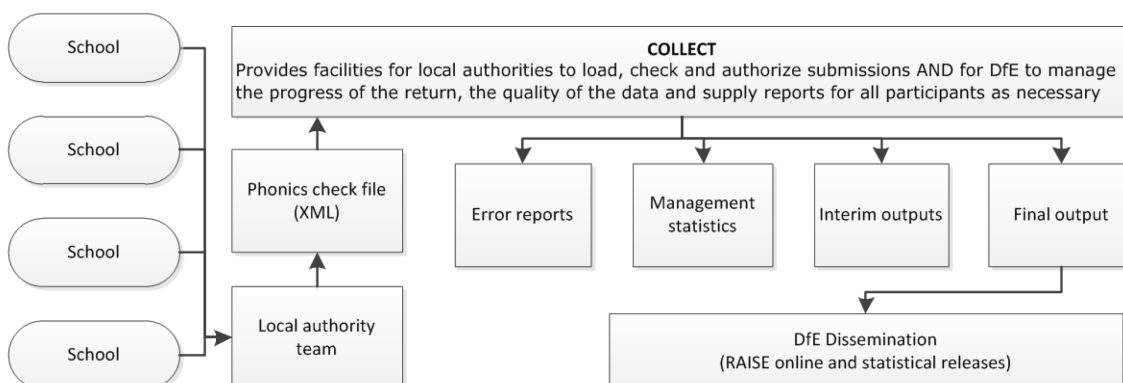 School
School
School
School
COLLECT
Provides facilities for local authorities to load, check and authorize submissions AND for DfE to manage
the progress of the return, the quality of the data and supply reports for all participants as necessary
Phonics check file
(XML)
Local authority
team
Error reports
Management
statistics
Interim outputs
Final output
DfE Dissemination
(RAISE online and statistical releases)